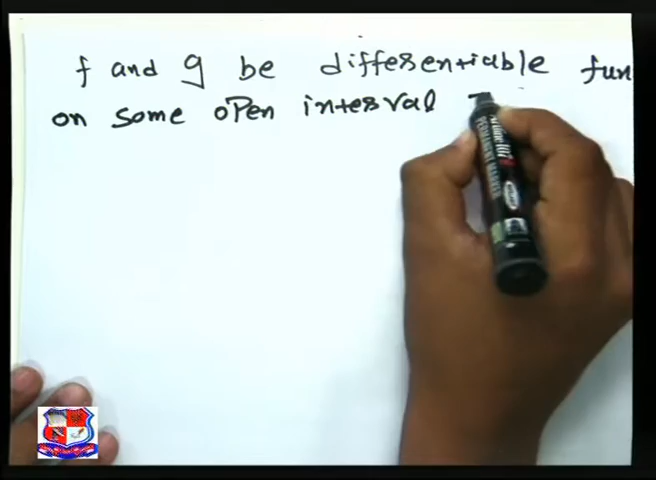 f and g be differentiable fun
on some open interval